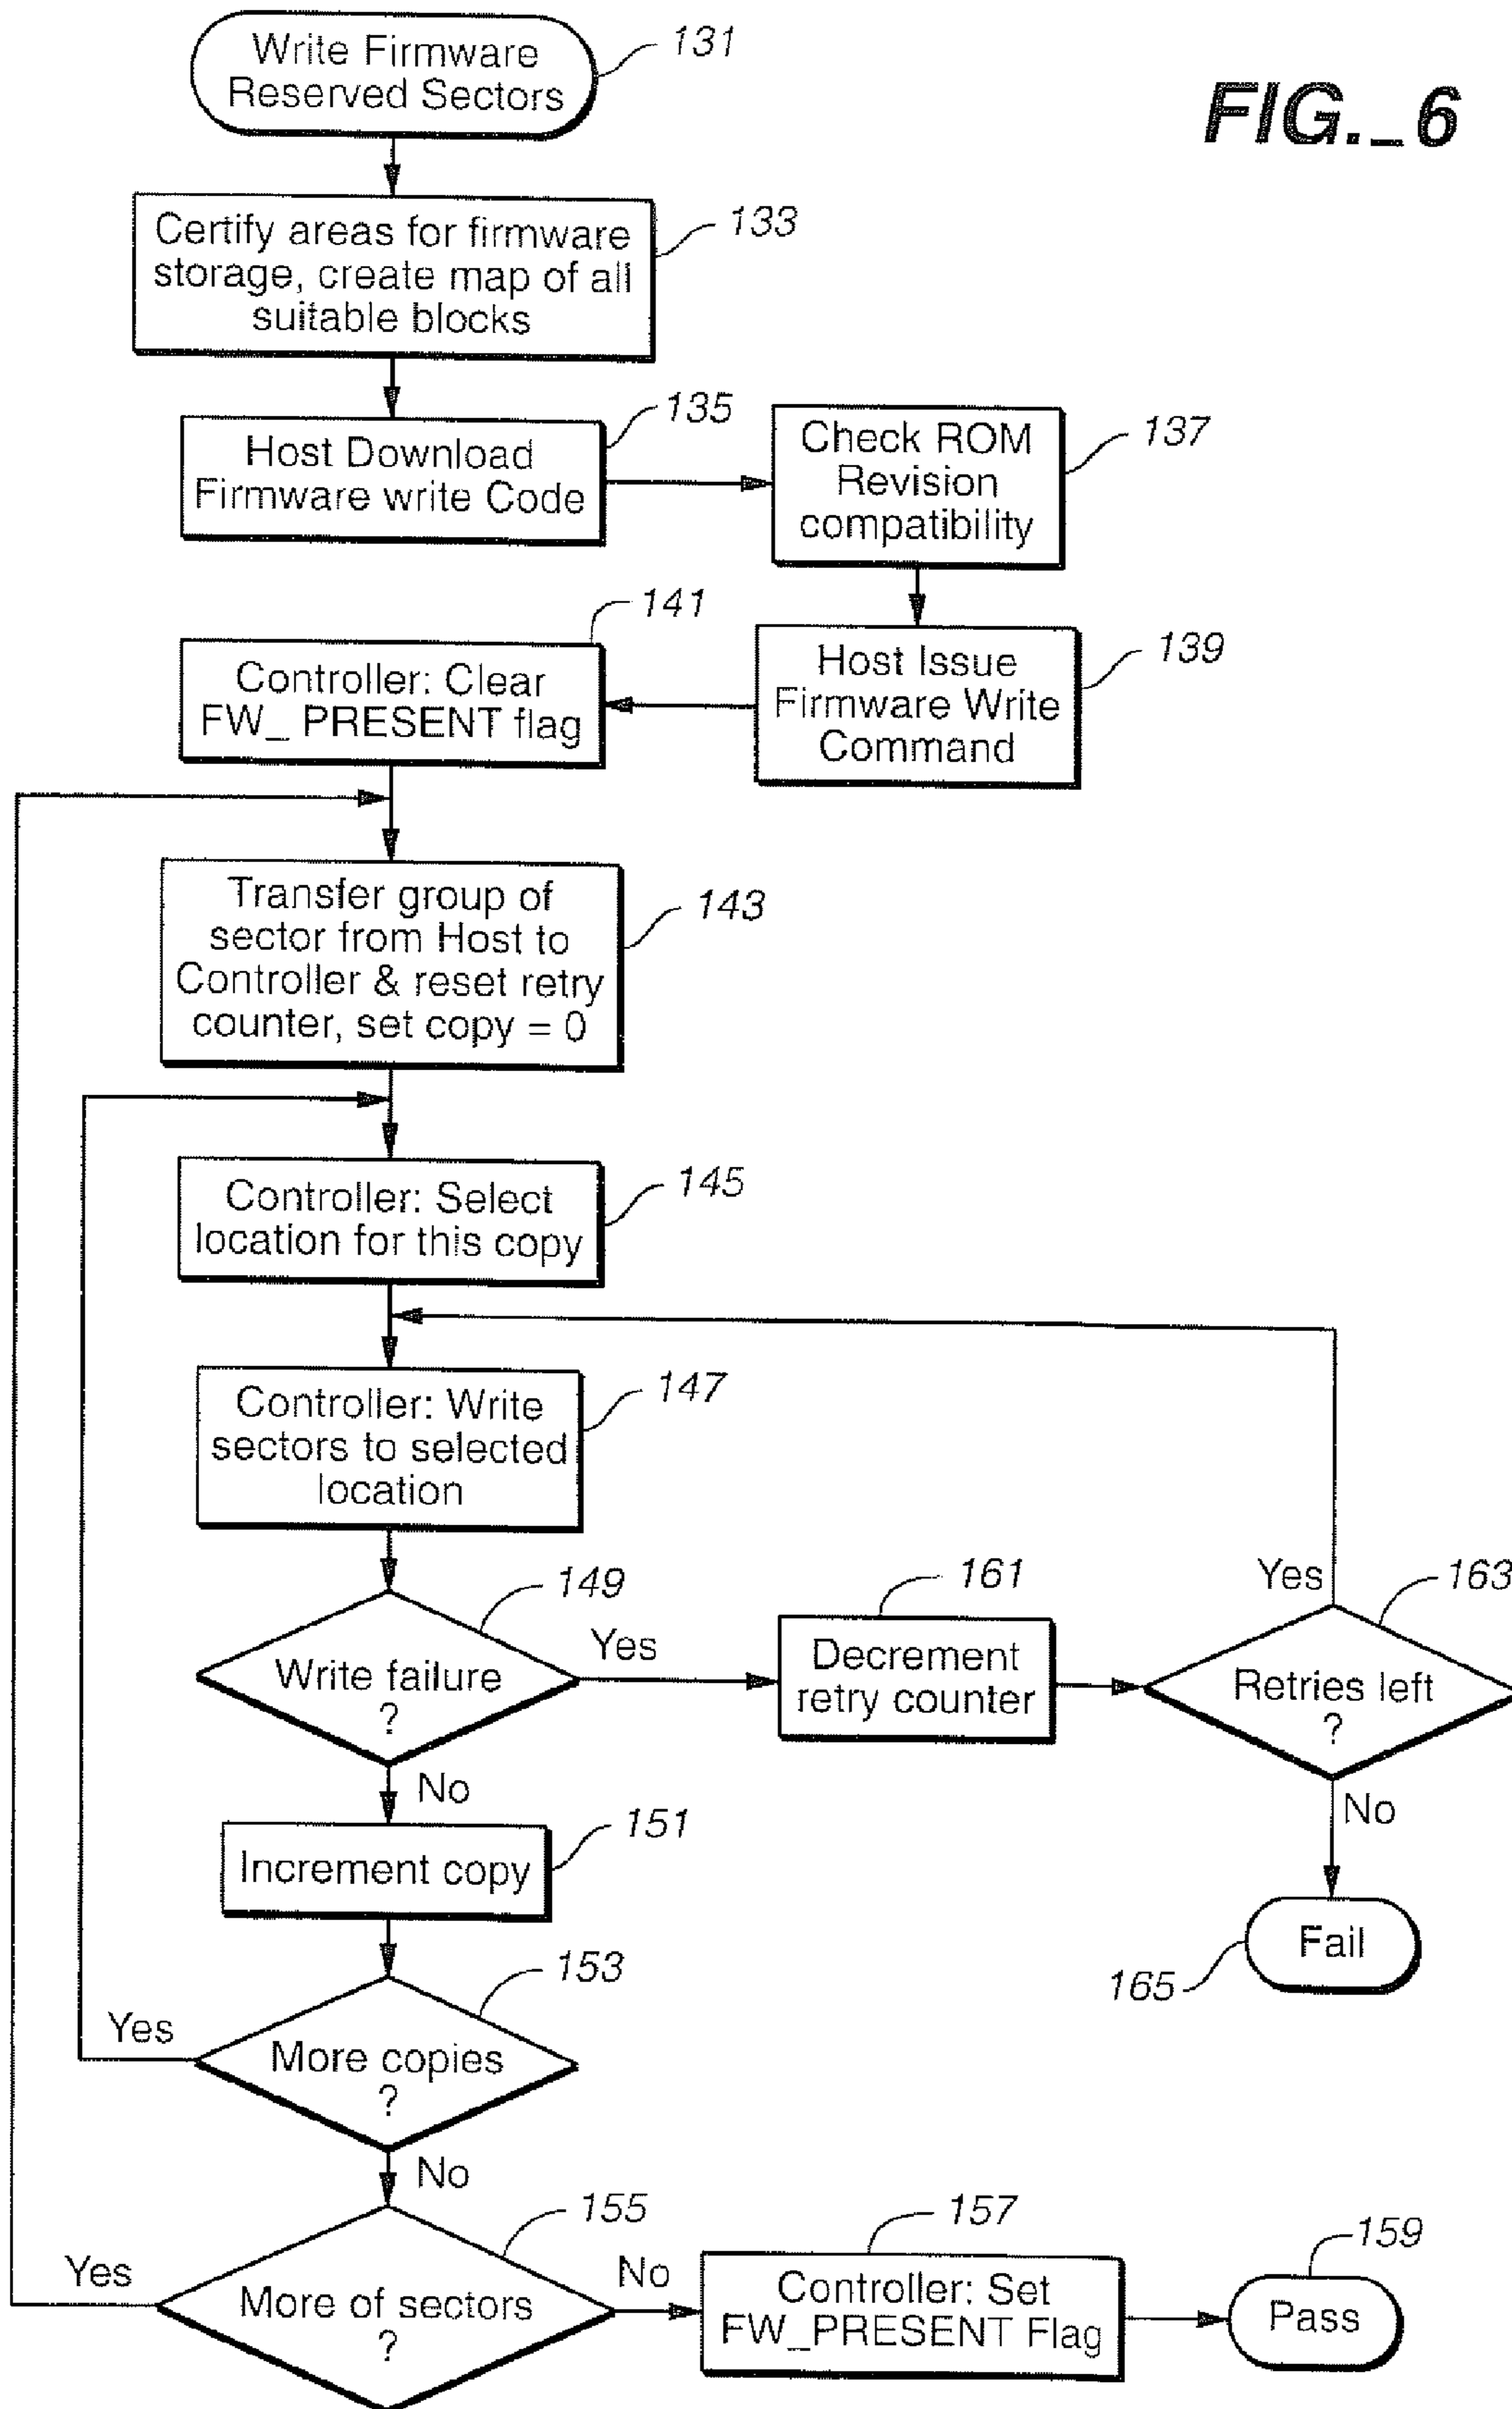 Write Firmware
Reserved Sectors
131
FIG._6
Certify areas for firmware
storage, create map of all
suitable blocks
133
Host Download
Firmware write Code
135
Check ROM
Revision
compatibility
137
Host Issue
Firmware Write
Command
139
Controller: Clear
FW_ PRESENT flag
141
Transfer group of
sector from Host to
Controller & reset retry
counter, set copy = 0
143
Controller: Select
location for this copy
145
Controller: Write
sectors to selected
location
147
Write failure
?
149
Yes
No
Decrement
retry counter
161
Retries left
?
163
Yes
No
Fail
165
Increment copy
151
More copies
?
153
Yes
No
More of sectors
?
155
Yes
No
Controller: Set
FW_PRESENT Flag
157
Pass
159